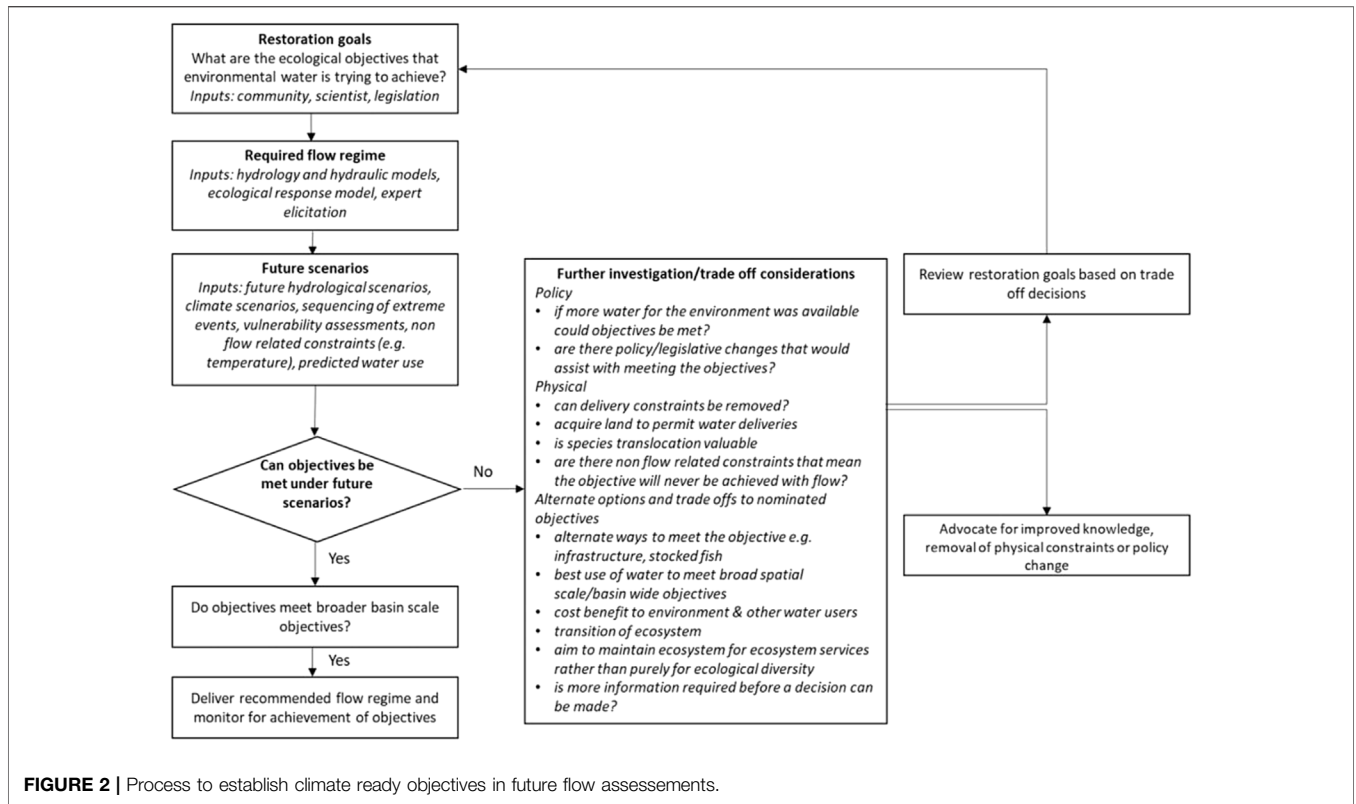 Restoration goals
What are the ecological objectives that
environmental water is trying to achieve?
Inputs: community, scientist, legislation
Required flow regime
Inputs: hydrology and hydraulic models,
ecological response model, expert
elicitation
Future scenarios
Inputs: future hydrological scenarios,
climate scenarios, sequencing of extreme
events, vulnerability assessments, non
flow related constraints (e.g.
temperature), predicted water use
Can objectives be
met under future
scenarios?
No
Yes
Do objectives meet broader basin scale
objectives?
Yes
Deliver recommended flow regime and
monitor for achievement of objectives
Further investigation/trade off considerations
Policy
• if more water for the environment was available
could objectives be met?
• are there policy/legislative changes that would
assist with meeting the objectives?
Physical
• can delivery constraints be removed?
• acquire land to permit water deliveries
• is species translocation valuable
• are there non flow related constraints that mean
the objective will never be achieved with flow?
Alternate options and trade offs to nominated
objectives
• alternate ways to meet the objective e.g.
infrastructure, stocked fish
• best use of water to meet broad spatial
scale/basin wide objectives
• cost benefit to environment & other water users
• transition of ecosystem
• aim to maintain ecosystem for ecosystem services
rather than purely for ecological diversity
• is more information required before a decision can
be made?
Review restoration goals based on trade
off decisions
Advocate for improved knowledge,
removal of physical constraints or policy
change
FIGURE 2 | Process to establish climate ready objectives in future flow assessements.